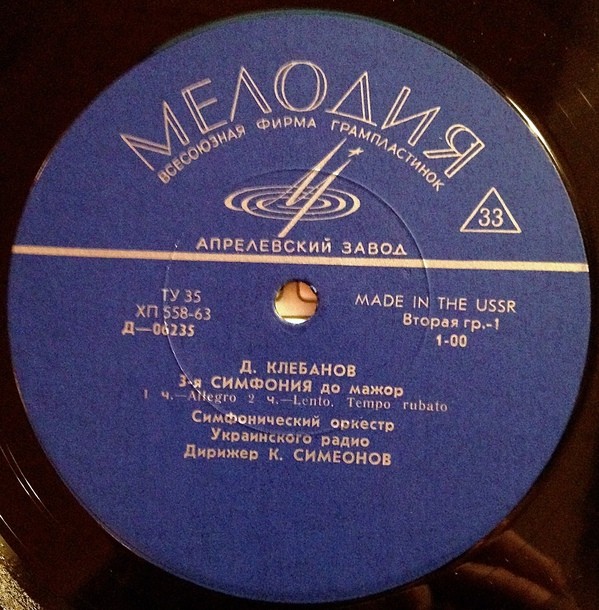 МЕЛОДИЯ
ВСЕСОЮЗНАЯ ФИРМА ГРАМПЛАСТИНОК
33
АПРЕЛЕВСКИЙ ЗАВОД
ТУ 35
ХП 558-63
Д—06235
MADE IN THE USSR
Вторая гр.-1
1-00
Д. КЛЕБАНОВ
3-я СИМФОНИЯ до мажор
1 ч.—Allegro 2 ч.—Lento, Tempo rubato
Симфонический оркестр
Украинского радио
Дирижер К. СИМЕОНОВ